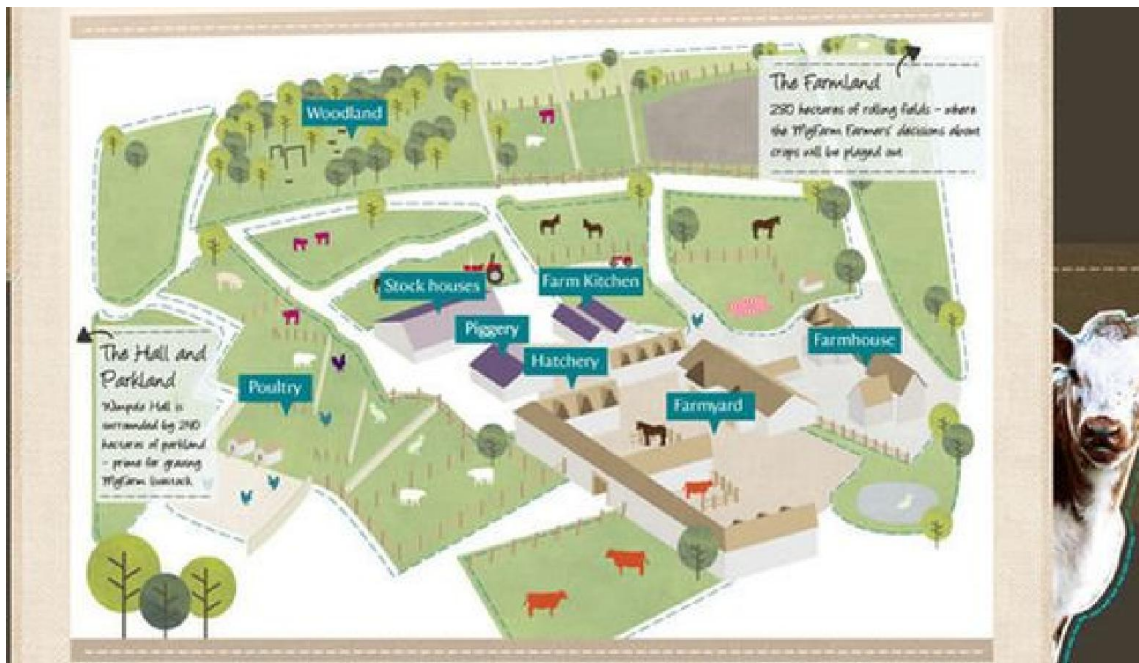 Woodland
The Farmland
280 hectares of rolling fields - where
the MyFarm Farmers' decisions about
crops will be played out
Stock houses
Farm Kitchen
Piggery
Hatchery
Farmhouse
The Hall and
Parkland
Wimpole Hall is
surrounded by 240
hectares of parkland
- prime for grazing
MyFarm livestock
Poultry
Farmyard